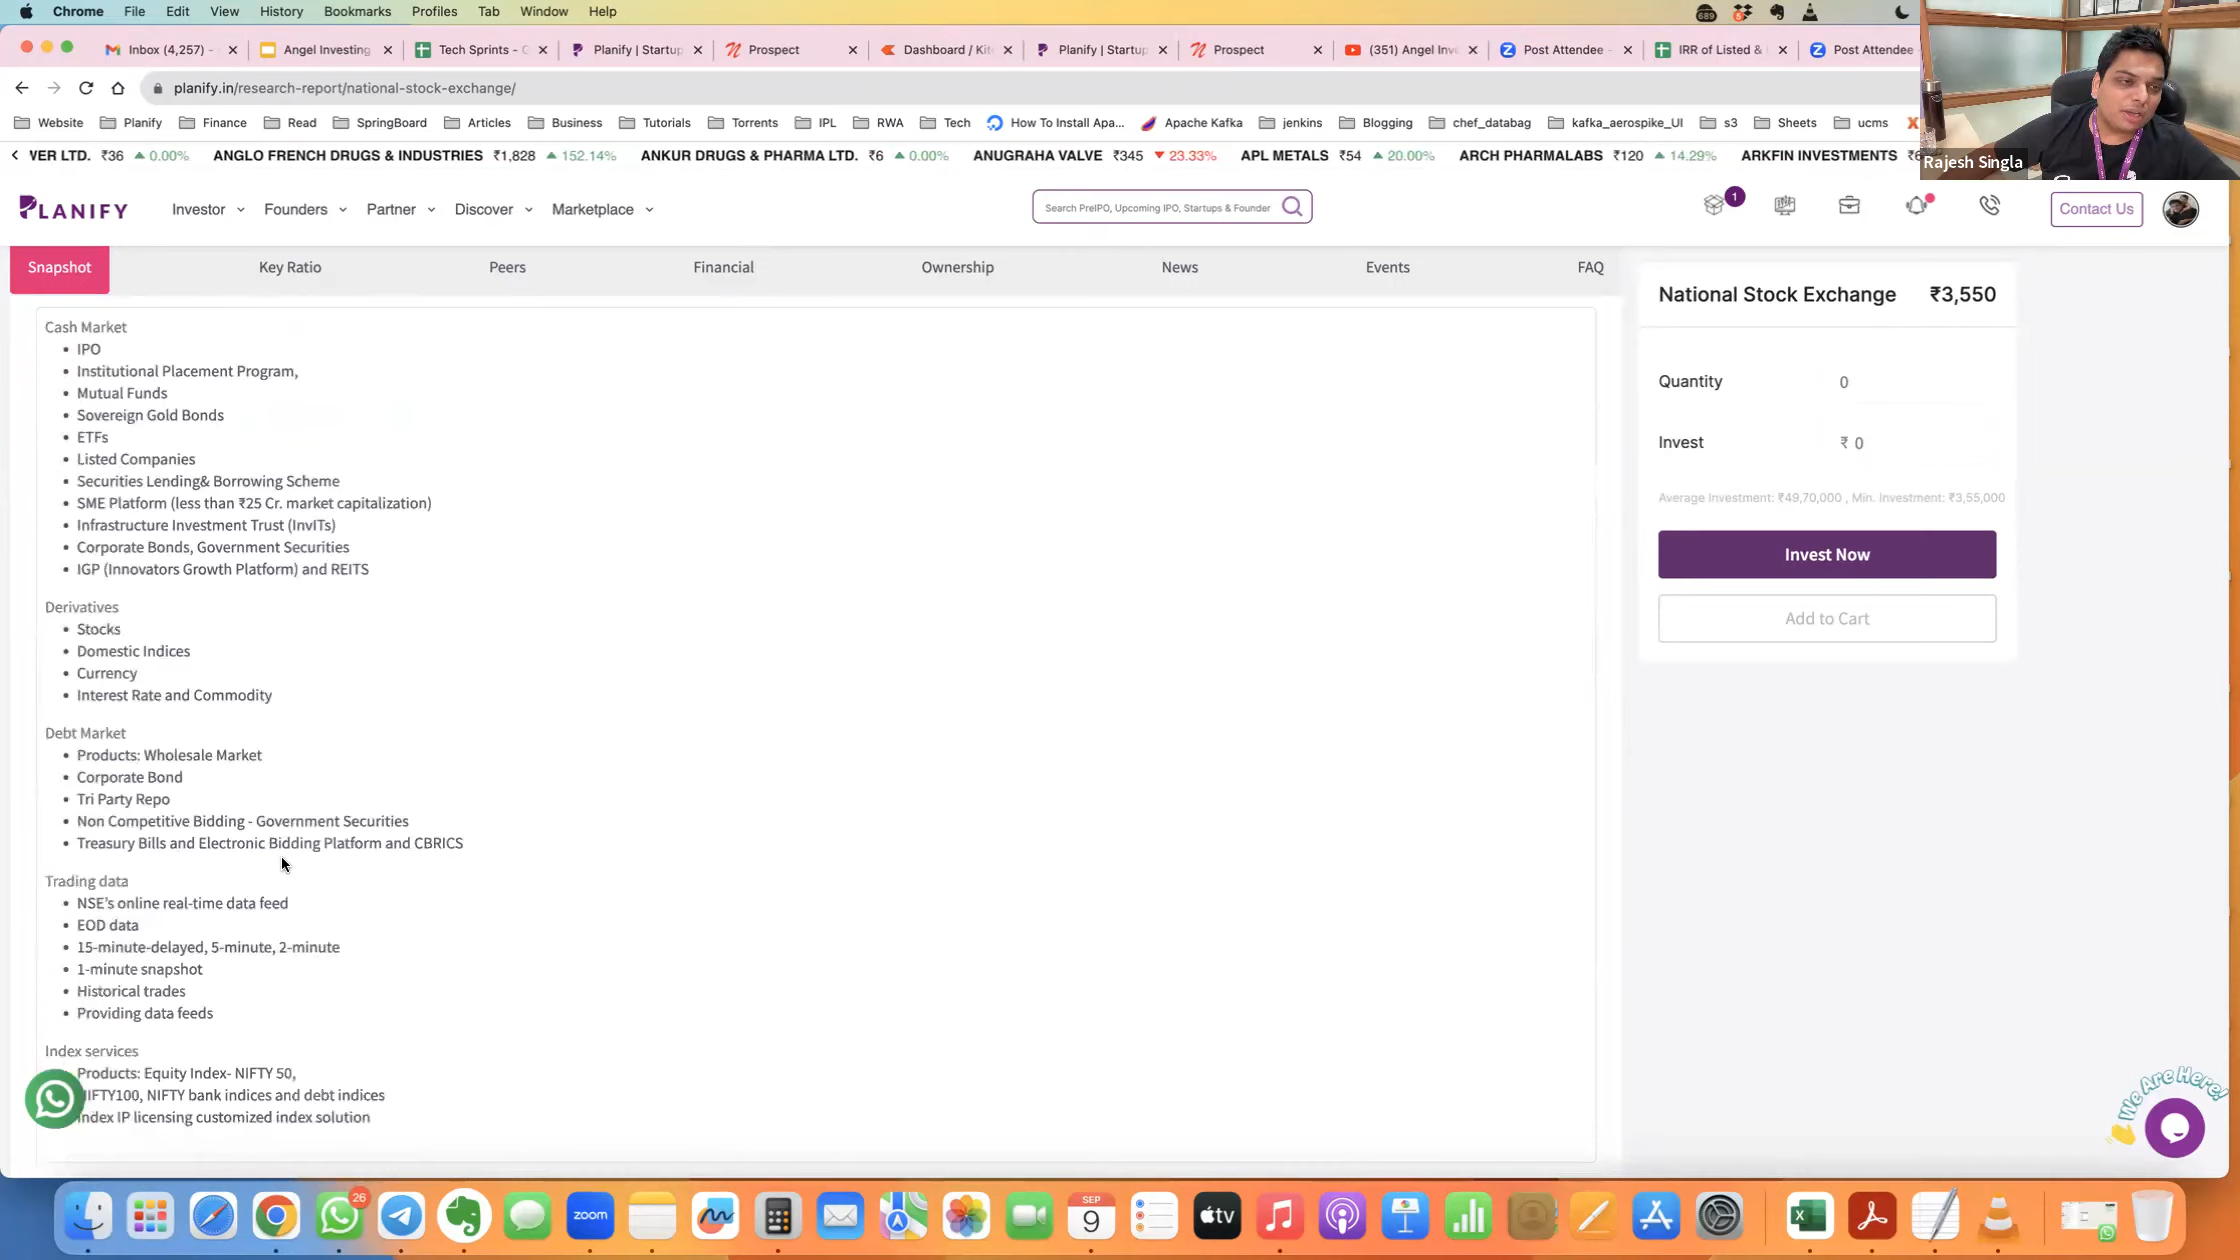 Chrome File Edit View History Bookmarks Profiles Tab Window Help
689
Inbox (4,257) - Angel Investing Tech Sprints - G Planify | Startup Prospect Dashboard / Kit Planify | Startup Prospect (351) Angel Inv Post Attendee - IRR of Listed & Post Attendee
planify.in/research-report/national-stock-exchange/
Website Planify Finance Read SpringBoard Articles Business Tutorials Torrents IPL RWA Tech How To Install Apa... Apache Kafka jenkins Blogging chef_databag kafka_aerospike_UI s3 Sheets ucms
Rajesh Singla
VER LTD. ₹36 0.00% ANGLO FRENCH DRUGS & INDUSTRIES ₹1,828 152.14% ANKUR DRUGS & PHARMA LTD. ₹6 0.00% ANUGRAHA VALVE ₹345 23.33% APL METALS ₹54 20.00% ARCH PHARMALABS ₹120 14.29% ARKFIN INVESTMENTS
PLANIFY Investor Founders Partner Discover Marketplace Search PreIPO, Upcoming IPO, Startups & Founder 1 Contact Us
Snapshot Key Ratio Peers Financial Ownership News Events FAQ
Cash Market
IPO
Institutional Placement Program,
Mutual Funds
Sovereign Gold Bonds
ETFs
Listed Companies
Securities Lending& Borrowing Scheme
SME Platform (less than ₹25 Cr. market capitalization)
Infrastructure Investment Trust (InvITs)
Corporate Bonds, Government Securities
IGP (Innovators Growth Platform) and REITS
Derivatives
Stocks
Domestic Indices
Currency
Interest Rate and Commodity
Debt Market
Products: Wholesale Market
Corporate Bond
Tri Party Repo
Non Competitive Bidding - Government Securities
Treasury Bills and Electronic Bidding Platform and CBRICS
Trading data
NSE's online real-time data feed
EOD data
15-minute-delayed, 5-minute, 2-minute
1-minute snapshot
Historical trades
Providing data feeds
Index services
Products: Equity Index- NIFTY 50,
NIFTY100, NIFTY bank indices and debt indices
Index IP licensing customized index solution
National Stock Exchange ₹3,550
Quantity 0
Invest ₹ 0
Average Investment: ₹49,70,000 , Min. Investment: ₹3,55,000
Invest Now
Add to Cart
We Are Here!
26
zoom
SEP
9
tv